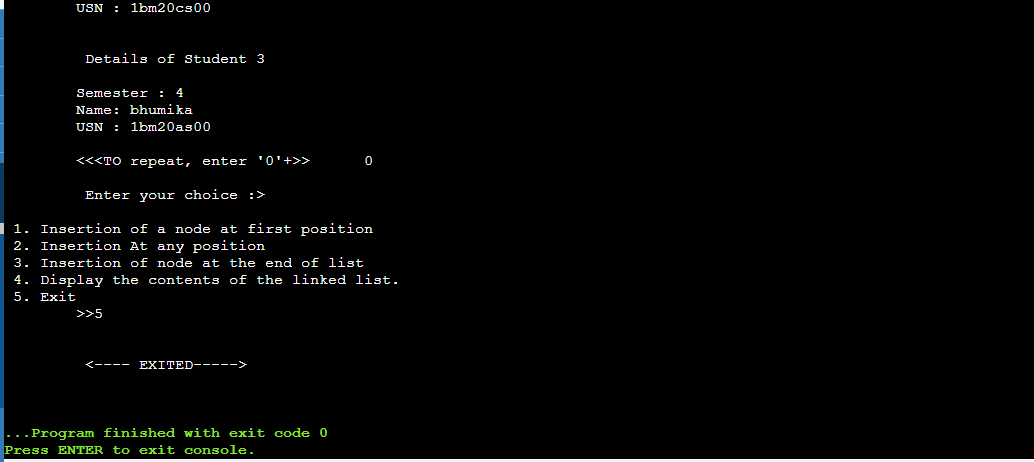 USN : 1bm20cs00
Details of Student 3
Semester : 4
Name: bhumika
USN : 1bm20as00
<<<TO repeat, enter '0'+>> 0
Enter your choice :>
1. Insertion of a node at first position
2. Insertion At any position
3. Insertion of node at the end of list
4. Display the contents of the linked list.
5. Exit
>>5
<---- EXITED----->
...Program finished with exit code 0
Press ENTER to exit console.